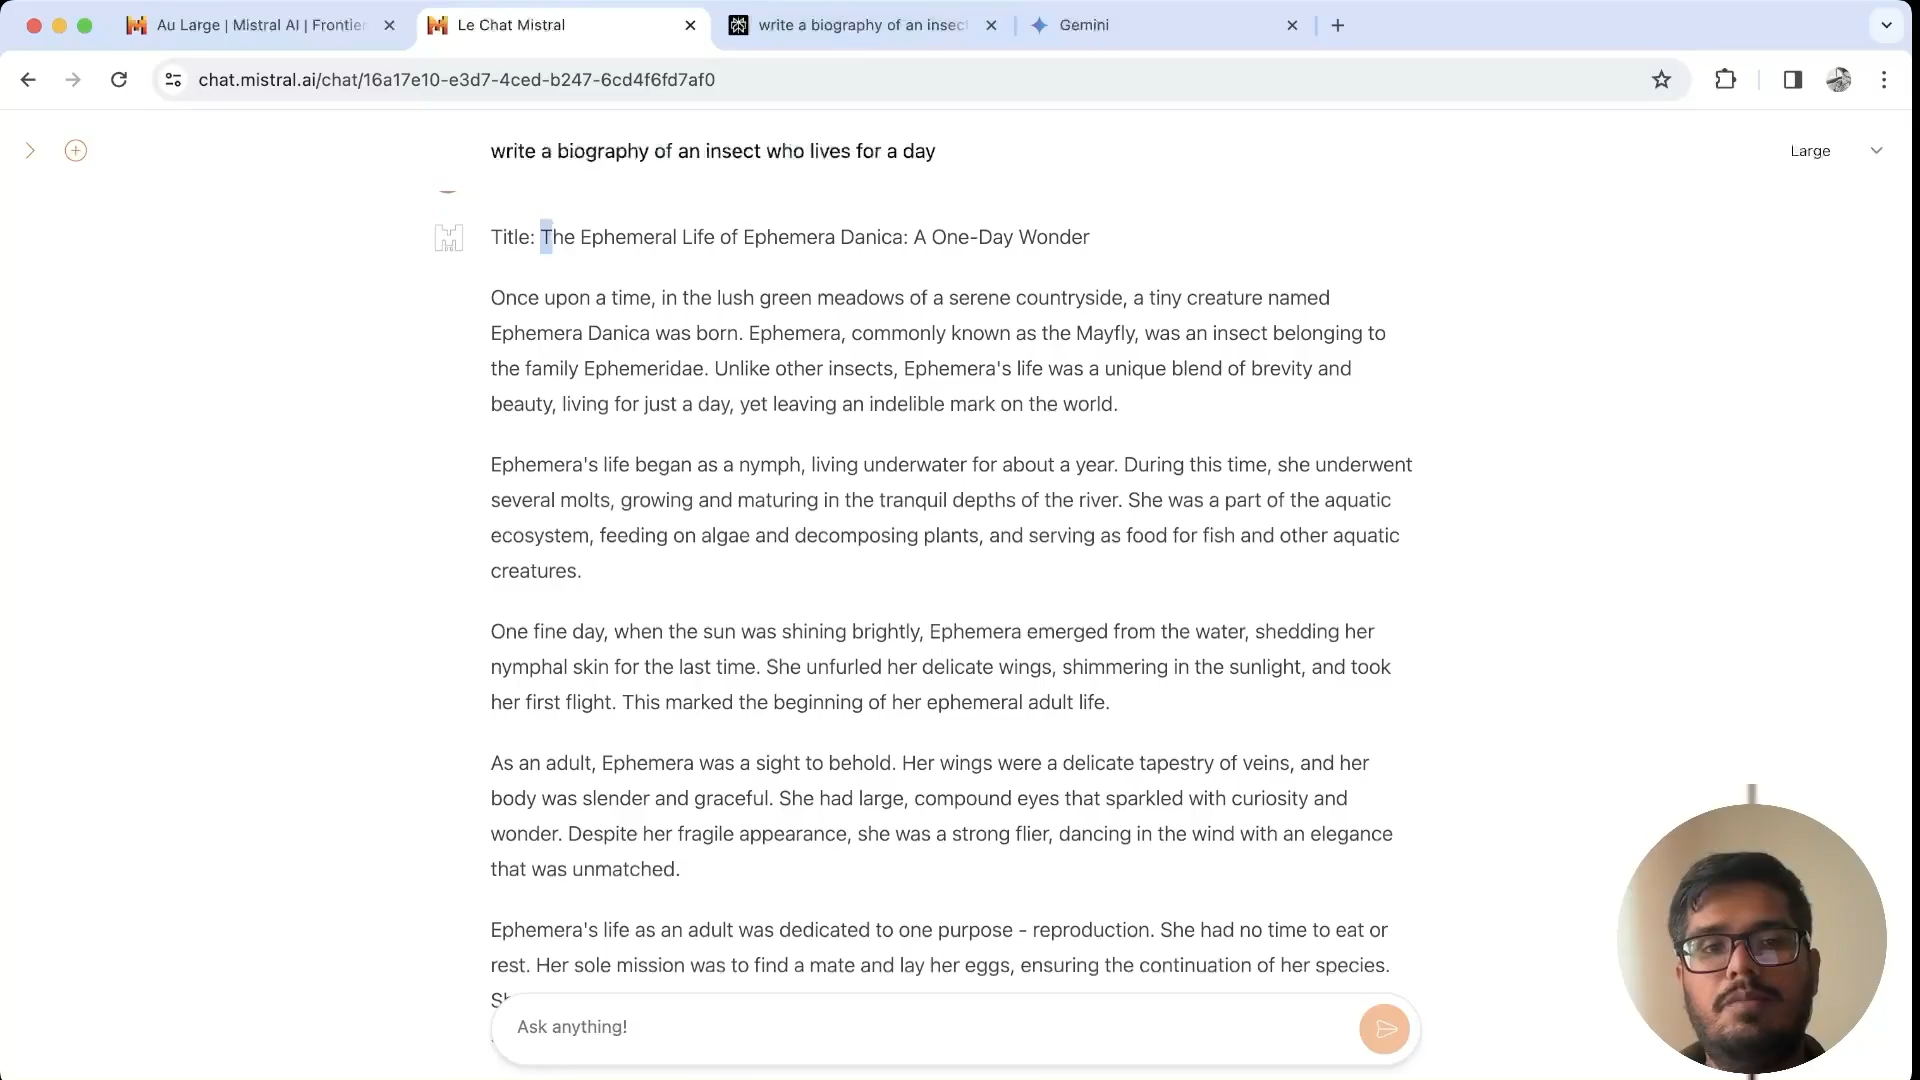 Au Large | Mistral AI | Frontier
Le Chat Mistral
write a biography of an insect
Gemini
chat.mistral.ai/chat/16a17e10-e3d7-4ced-b247-6cd4f6fd7af0
write a biography of an insect who lives for a day
Large
Title: The Ephemeral Life of Ephemera Danica: A One-Day Wonder
Once upon a time, in the lush green meadows of a serene countryside, a tiny creature named
Ephemera Danica was born. Ephemera, commonly known as the Mayfly, was an insect belonging to
the family Ephemeridae. Unlike other insects, Ephemera's life was a unique blend of brevity and
beauty, living for just a day, yet leaving an indelible mark on the world.
Ephemera's life began as a nymph, living underwater for about a year. During this time, she underwent
several molts, growing and maturing in the tranquil depths of the river. She was a part of the aquatic
ecosystem, feeding on algae and decomposing plants, and serving as food for fish and other aquatic
creatures.
One fine day, when the sun was shining brightly, Ephemera emerged from the water, shedding her
nymphal skin for the last time. She unfurled her delicate wings, shimmering in the sunlight, and took
her first flight. This marked the beginning of her ephemeral adult life.
As an adult, Ephemera was a sight to behold. Her wings were a delicate tapestry of veins, and her
body was slender and graceful. She had large, compound eyes that sparkled with curiosity and
wonder. Despite her fragile appearance, she was a strong flier, dancing in the wind with an elegance
that was unmatched.
Ephemera's life as an adult was dedicated to one purpose - reproduction. She had no time to eat or
rest. Her sole mission was to find a mate and lay her eggs, ensuring the continuation of her species.
Ask anything!